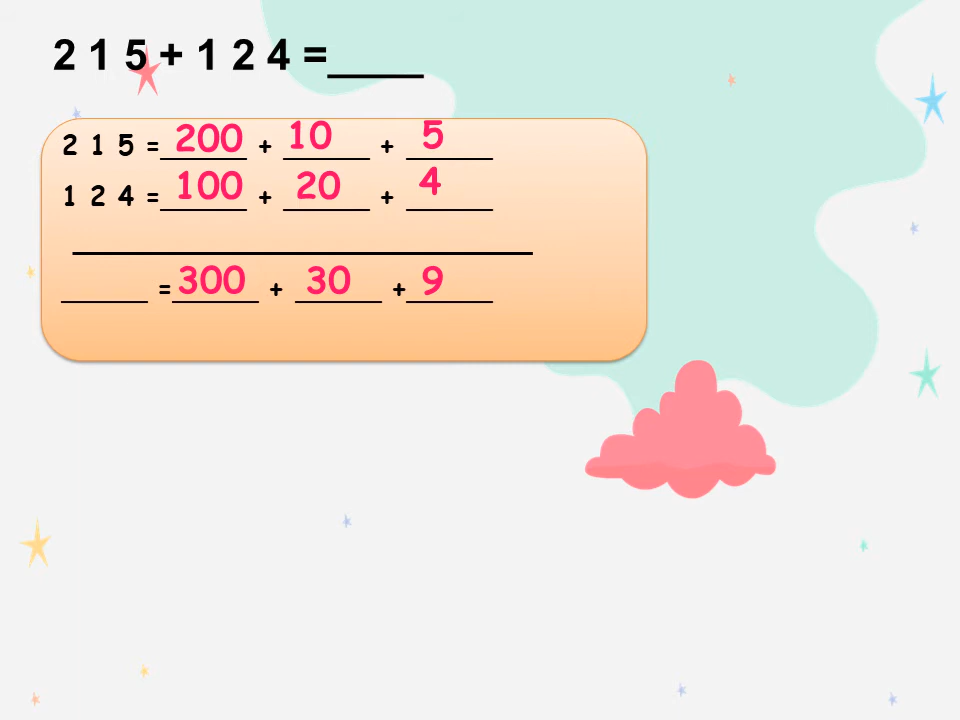 2 1 5 + 1 2 4 =____
2 1 5 = 200 + 10 + 5
1 2 4 = 100 + 20 + 4
______ = 300 + 30 + 9